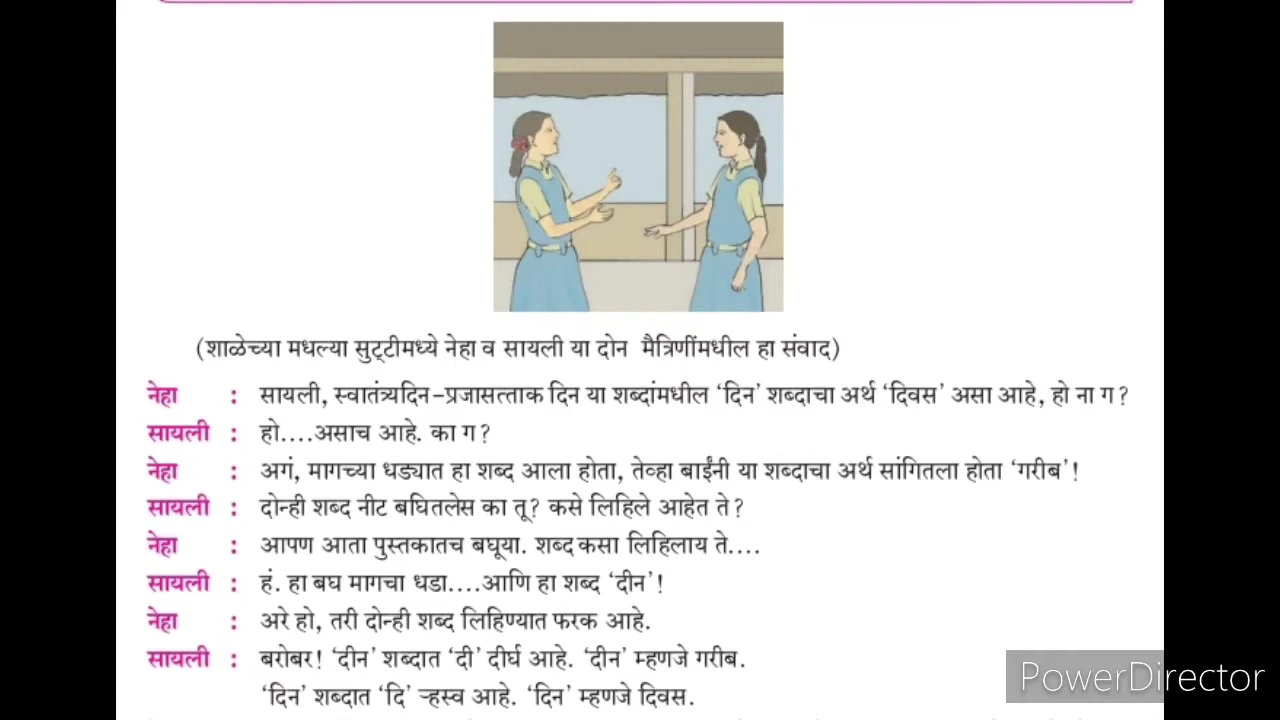 (शाळेच्या मधल्या सुट्टीमध्ये नेहा व सायली या दोन मैत्रिणींमधील हा संवाद)
नेहा : सायली, स्वातंत्र्यदिन-प्रजासत्ताक दिन या शब्दांमधील ‘दिन’ शब्दाचा अर्थ ‘दिवस’ असा आहे, हो ना ग?
सायली : हो....असाच आहे. का ग?
नेहा : अगं, मागच्या धड्यात हा शब्द आला होता, तेव्हा बाईंनी या शब्दाचा अर्थ सांगितला होता ‘गरीब’!
सायली : दोन्ही शब्द नीट बघितलेस का तू? कसे लिहिले आहेत ते?
नेहा : आपण आता पुस्तकातच बघूया. शब्द कसा लिहिलाय ते....
सायली : हं. हा बघ मागचा धडा....आणि हा शब्द ‘दीन’!
नेहा : अरे हो, तरी दोन्ही शब्द लिहिण्यात फरक आहे.
सायली : बरोबर! ‘दीन’ शब्दात ‘दी’ दीर्घ आहे. ‘दीन’ म्हणजे गरीब.
‘दिन’ शब्दात ‘दि’ ऱ्हस्व आहे. ‘दिन’ म्हणजे दिवस.
PowerDirector